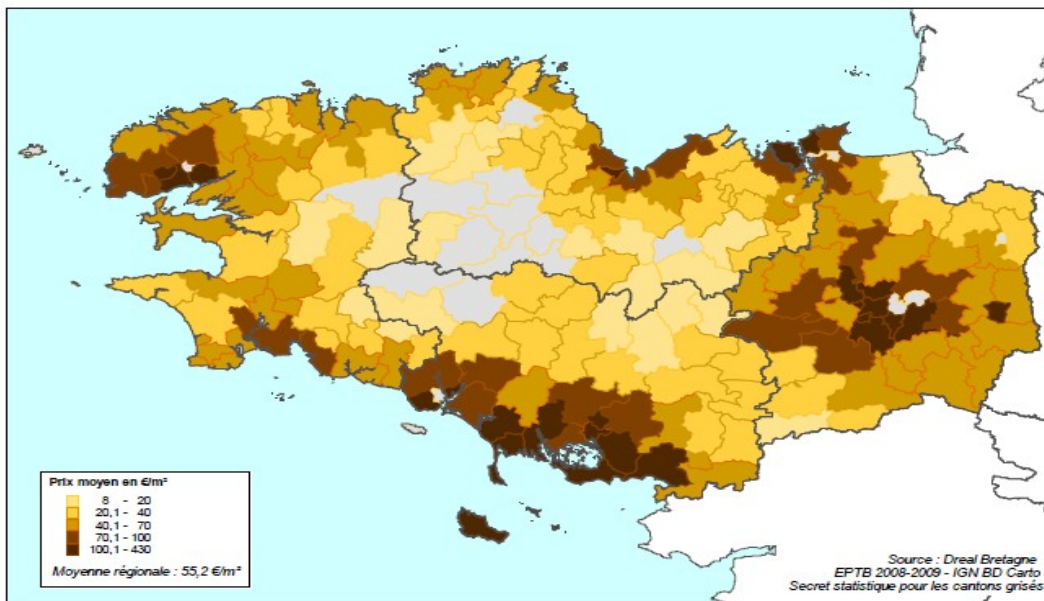 Prix moyen en €/m²
8 - 20
20,1 - 40
40,1 - 70
70,1 - 100
100,1 - 430
Moyenne régionale : 55,2 €/m²
Source : Dreal Bretagne
EPTB 2008-2009 - IGN BD Carto
Secret statistique pour les cantons grisés